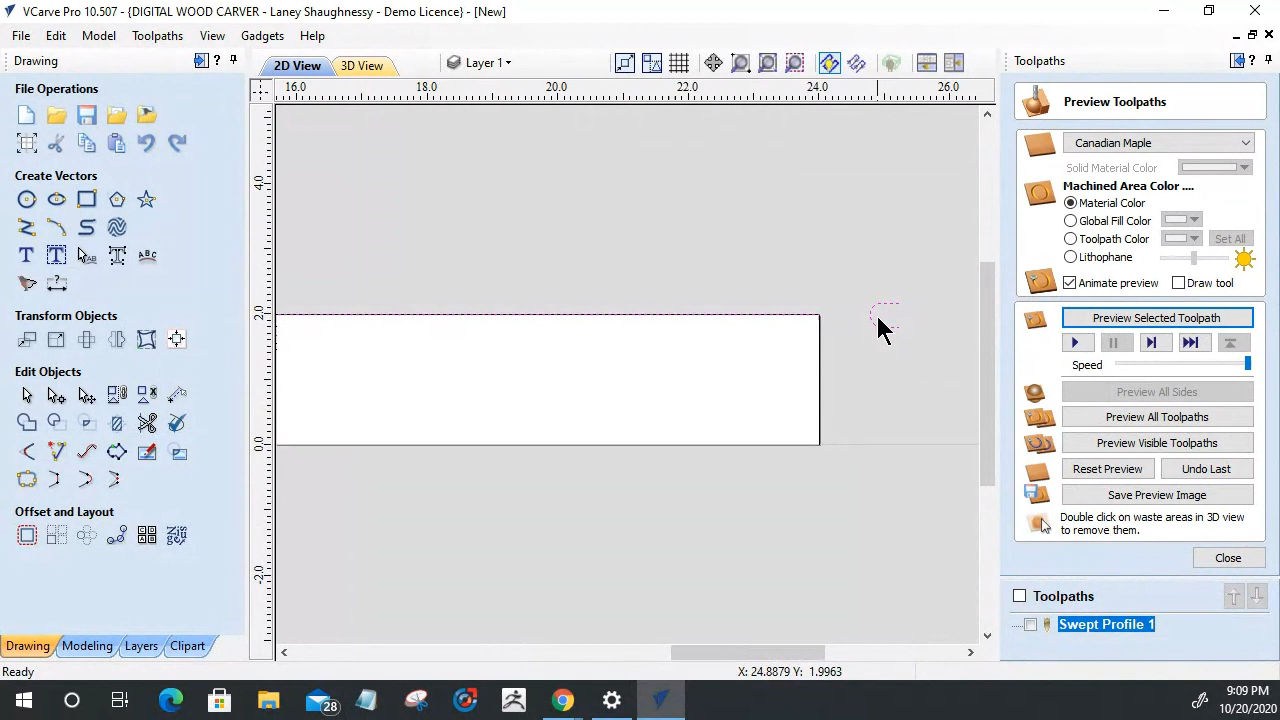 VCarve Pro 10.507 - {DIGITAL WOOD CARVER - Laney Shaughnessy - Demo Licence} - [New]
File Edit Model Toolpaths View Gadgets Help
Drawing
File Operations
Create Vectors
Transform Objects
Edit Objects
Offset and Layout
Drawing Modeling Layers Clipart
2D View 3D View Layer 1
16.0 18.0 20.0 22.0 24.0 26.0
4.0
2.0
0.0
-2.0
Toolpaths
Preview Toolpaths
Canadian Maple
Solid Material Color
Machined Area Color ....
Material Color
Global Fill Color
Toolpath Color Set All
Lithophane
Animate preview Draw tool
Preview Selected Toolpath
Speed
Preview All Sides
Preview All Toolpaths
Preview Visible Toolpaths
Reset Preview Undo Last
Save Preview Image
Double click on waste areas in 3D view
to remove them.
Close
Toolpaths
Swept Profile 1
Ready X: 24.8879 Y: 1.9963
28
9:09 PM
10/20/2020